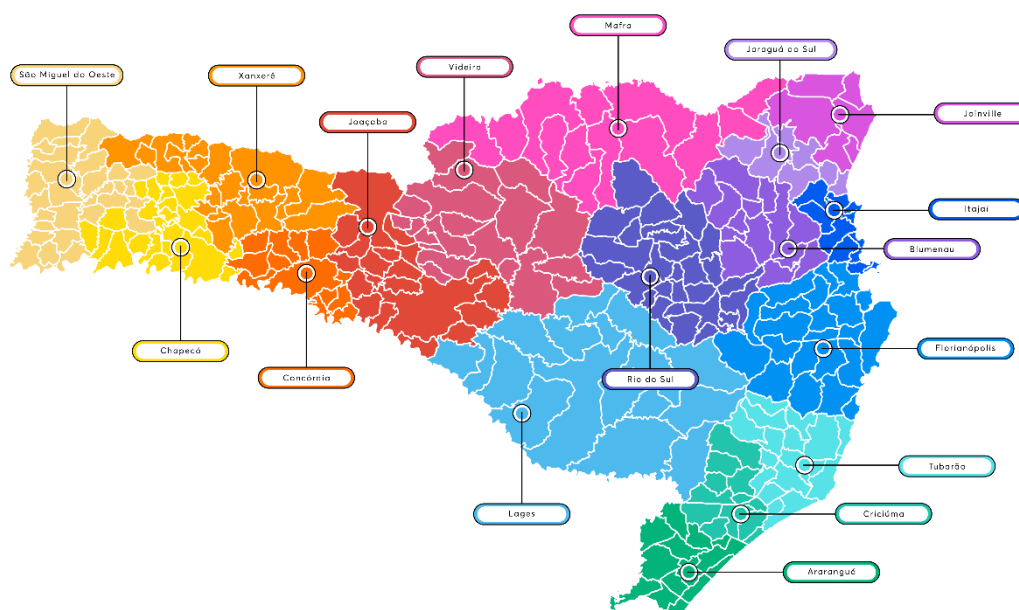 Mafra
Jaraguá do Sul
São Miguel do Oeste
Xanxerê
Videira
Joinville
Joaçaba
Itajaí
Blumenau
Chapecó
Florianópolis
Concórnia
Rio do Sul
Tubarão
Lages
Criciúma
Araranguá